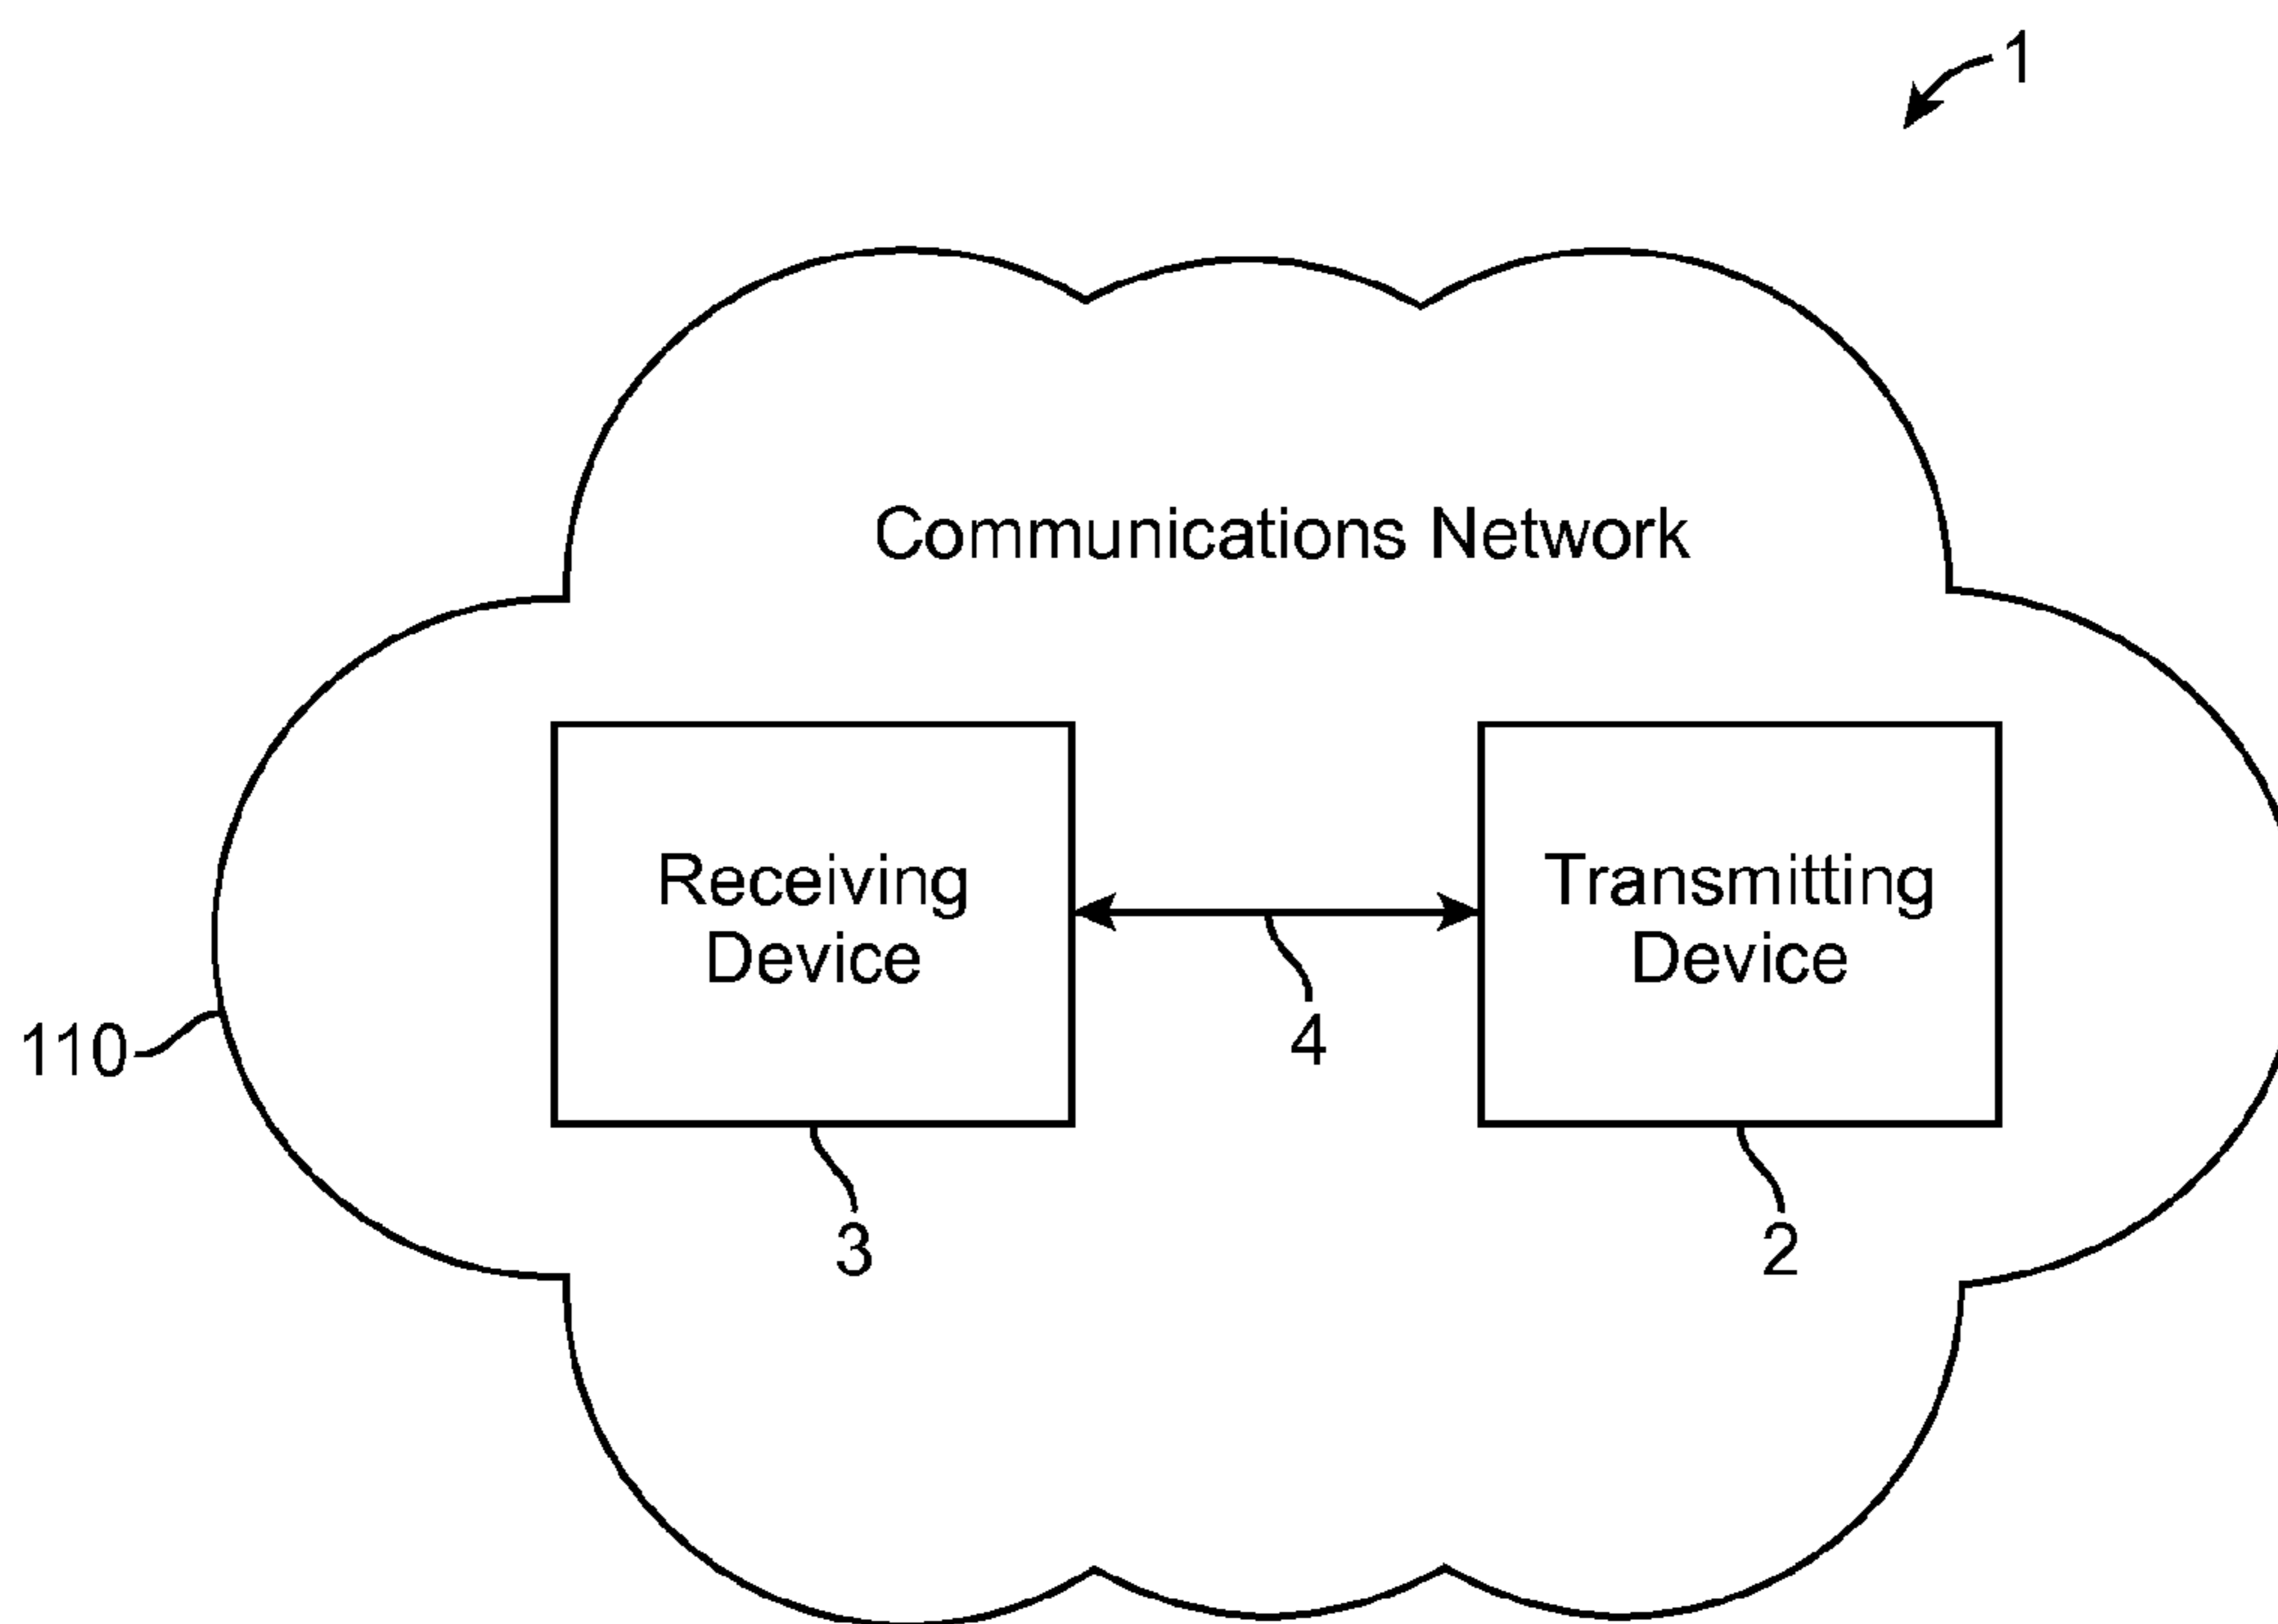 1
Communications Network
Receiving
Device
Transmitting
Device
4
110
3
2